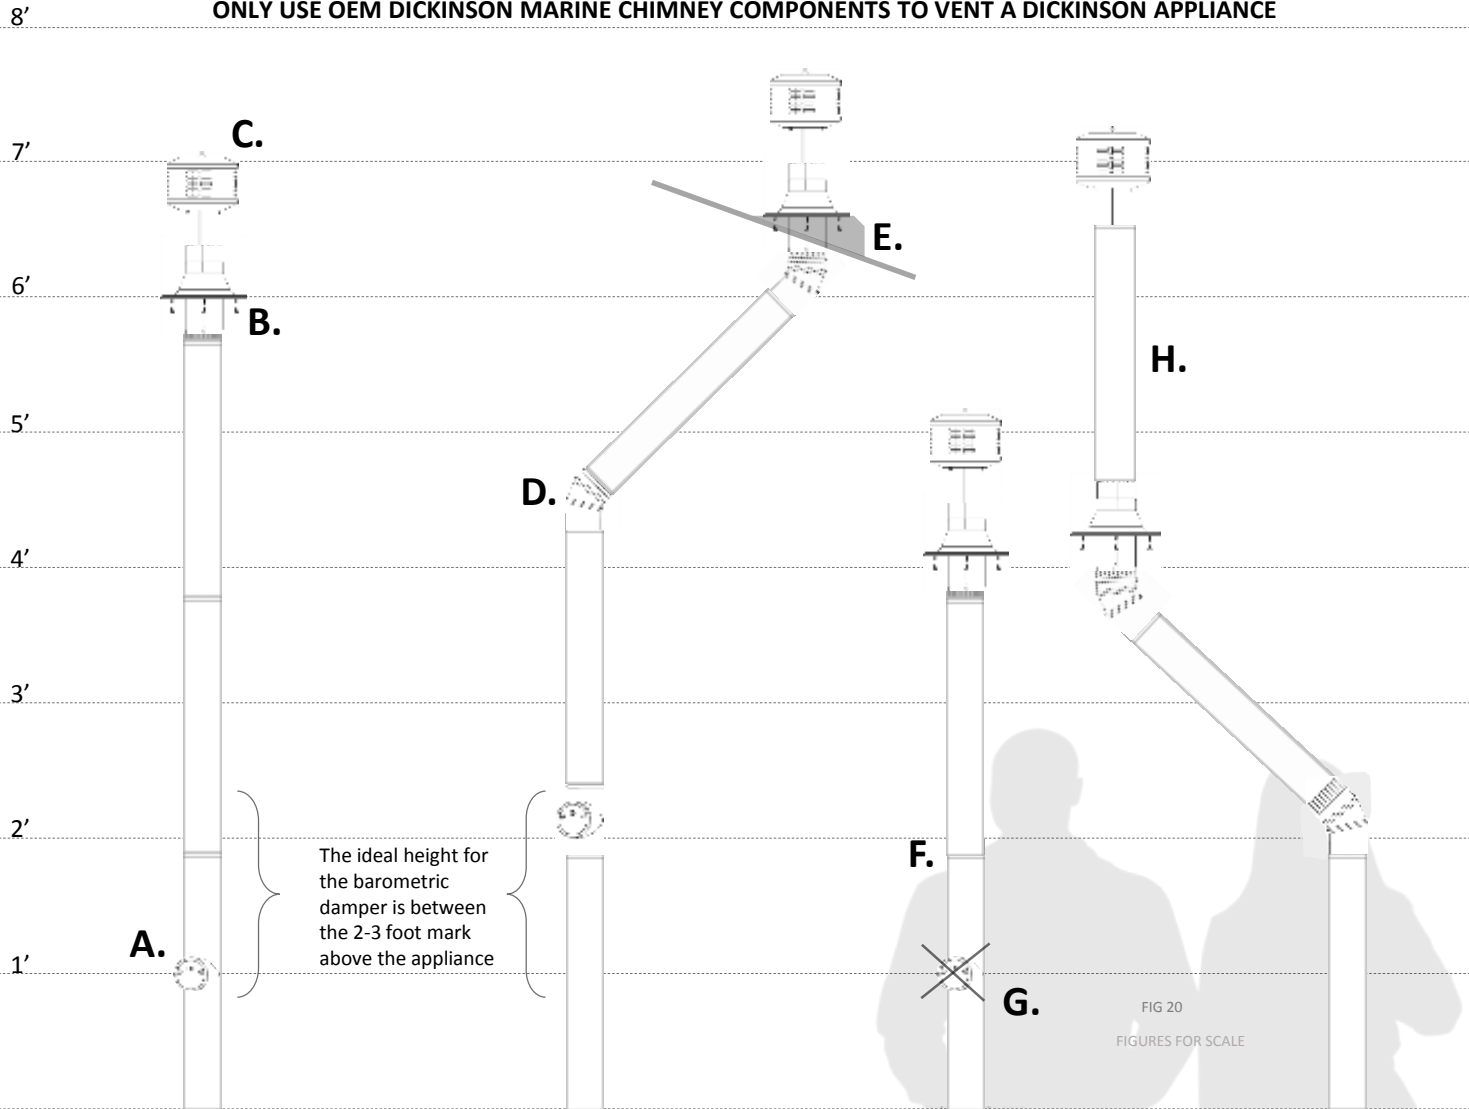 ONLY USE OEM DICKINSON MARINE CHIMNEY COMPONENTS TO VENT A DICKINSON APPLIANCE
8’
7’
6’
5’
4’
3’
2’
1’
C.
B.
A.
The ideal height for
the barometric
damper is between
the 2-3 foot mark
above the appliance
D.
E.
F.
G.
H.
FIG 20
FIGURES FOR SCALE